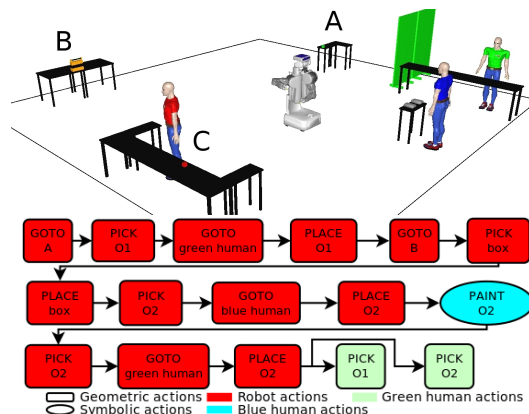 A
B
C
GOTO
A
PICK
O1
GOTO
green human
PLACE
O1
GOTO
B
PICK
box
PLACE
box
PICK
O2
GOTO
blue human
PLACE
O2
PAINT
O2
PICK
O2
GOTO
green human
PLACE
O2
PICK
O1
PICK
O2
Geometric actions
Robot actions
Green human actions
Symbolic actions
Blue human actions